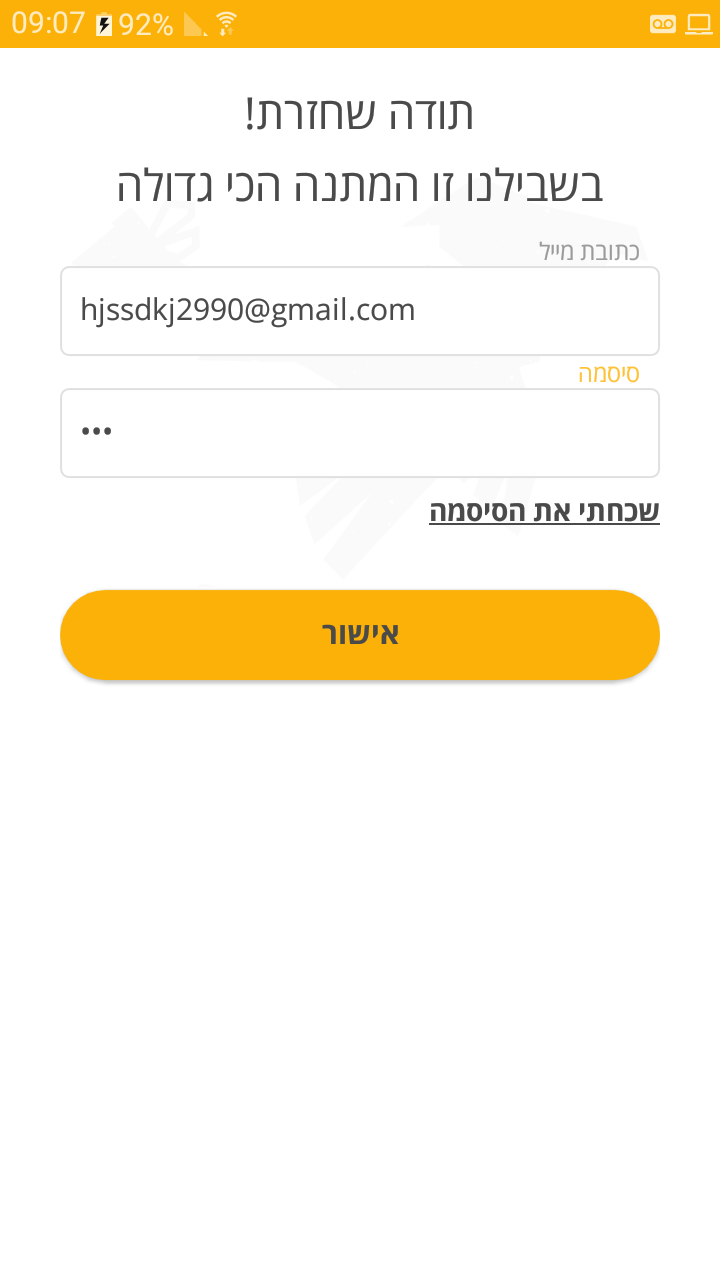 09:07 92%
תודה שחזרת!
בשבילנו זו המתנה הכי גדולה
כתובת מייל
hjssdkj2990@gmail.com
סיסמה
•••
שכחתי את הסיסמה
אישור